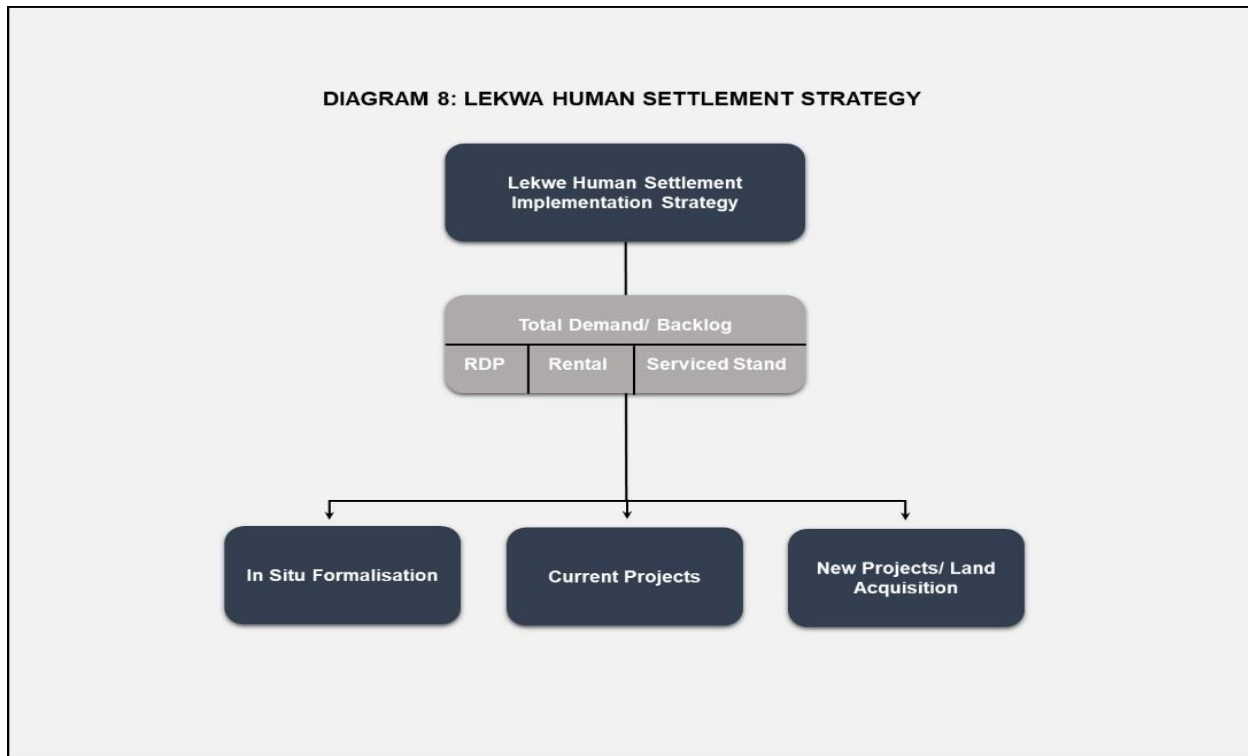 DIAGRAM 8: LEKWA HUMAN SETTLEMENT STRATEGY
Lekwe Human Settlement
Implementation Strategy
Total Demand/ Backlog
RDP
Rental
Serviced Stand
In Situ Formalisation
Current Projects
New Projects/ Land
Acquisition